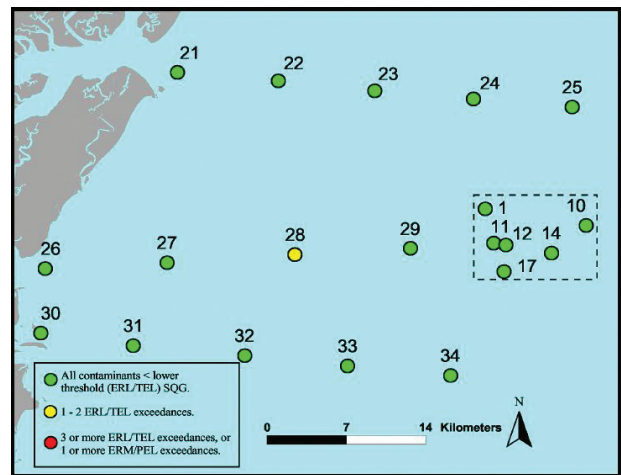 21
22
23
24
25
1
10
11
12
14
17
26
27
28
29
30
31
32
33
34
All contaminants < lower
threshold (ERL/TEL) SQG.
1 - 2 ERL/TEL exceedances.
3 or more ERL/TEL exceedances, or
1 or more ERM/PEL exceedances.
N
0 7 14 Kilometers